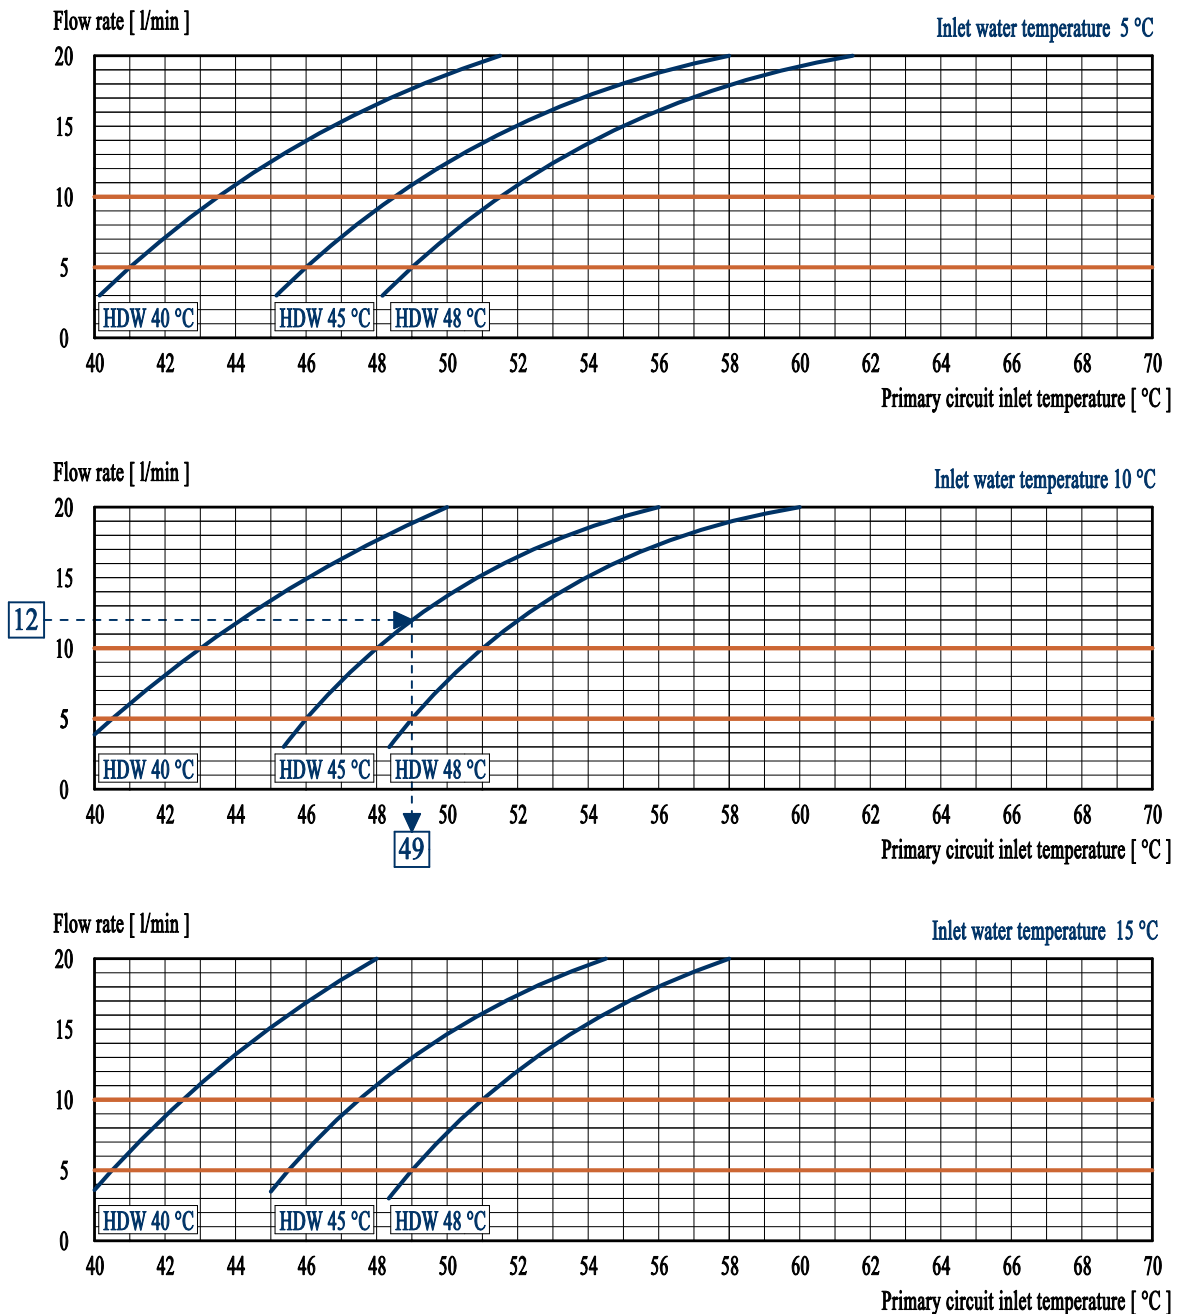 Flow rate [ l/min ]
Inlet water temperature 5 °C
20
15
10
5
0
HDW 40 °C HDW 45 °C HDW 48 °C
40 42 44 46 48 50 52 54 56 58 60 62 64 66 68 70
Primary circuit inlet temperature [ °C ]
Flow rate [ l/min ]
Inlet water temperature 10 °C
20
15
12
10
5
0
HDW 40 °C HDW 45 °C HDW 48 °C
40 42 44 46 48 50 52 54 56 58 60 62 64 66 68 70
49
Primary circuit inlet temperature [ °C ]
Flow rate [ l/min ]
Inlet water temperature 15 °C
20
15
10
5
0
HDW 40 °C HDW 45 °C HDW 48 °C
40 42 44 46 48 50 52 54 56 58 60 62 64 66 68 70
Primary circuit inlet temperature [ °C ]